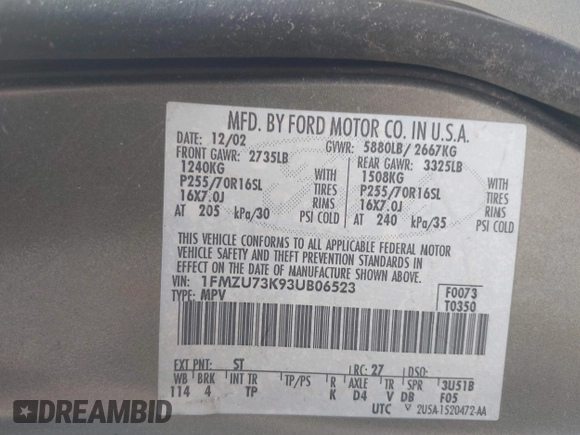 MFD. BY FORD MOTOR CO. IN U.S.A.
DATE: 12/02 GVWR: 5880LB/ 2667KG
FRONT GAWR: 2735LB REAR GAWR: 3325LB
1240KG WITH 1508KG WITH
P255/70R16SL TIRES P255/70R16SL TIRES
16X7.0J RIMS 16X7.0J RIMS
AT 205 kPa/30 PSI COLD AT 240 kPa/35 PSI COLD
THIS VEHICLE CONFORMS TO ALL APPLICABLE FEDERAL MOTOR
VEHICLE SAFETY AND THEFT PREVENTION STANDARDS IN
EFFECT ON THE DATE OF MANUFACTURE SHOWN ABOVE.
VIN: 1FMZU73K93UB06523 F0073
TYPE: MPV T0350
EXT PNT: ST RC: 27 DSO:
WB BRK INT TR TP/PS R AXLE TR SPR 3U51B
114 4 TP K D4 V DB F05
UTC 2U5A-1520472-AA
DREAMBID